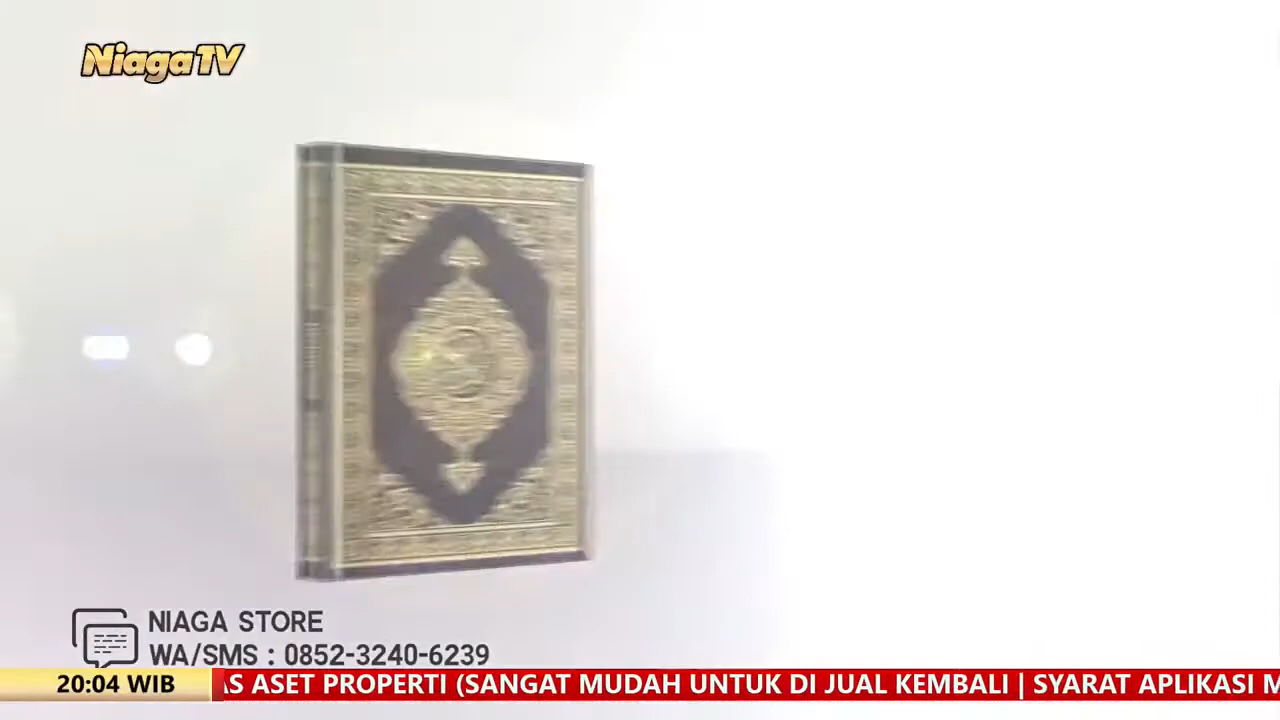 NiagaTV
NIAGA STORE
WA/SMS : 0852-3240-6239
20:04 WIB
AS ASET PROPERTI (SANGAT MUDAH UNTUK DI JUAL KEMBALI | SYARAT APLIKASI M